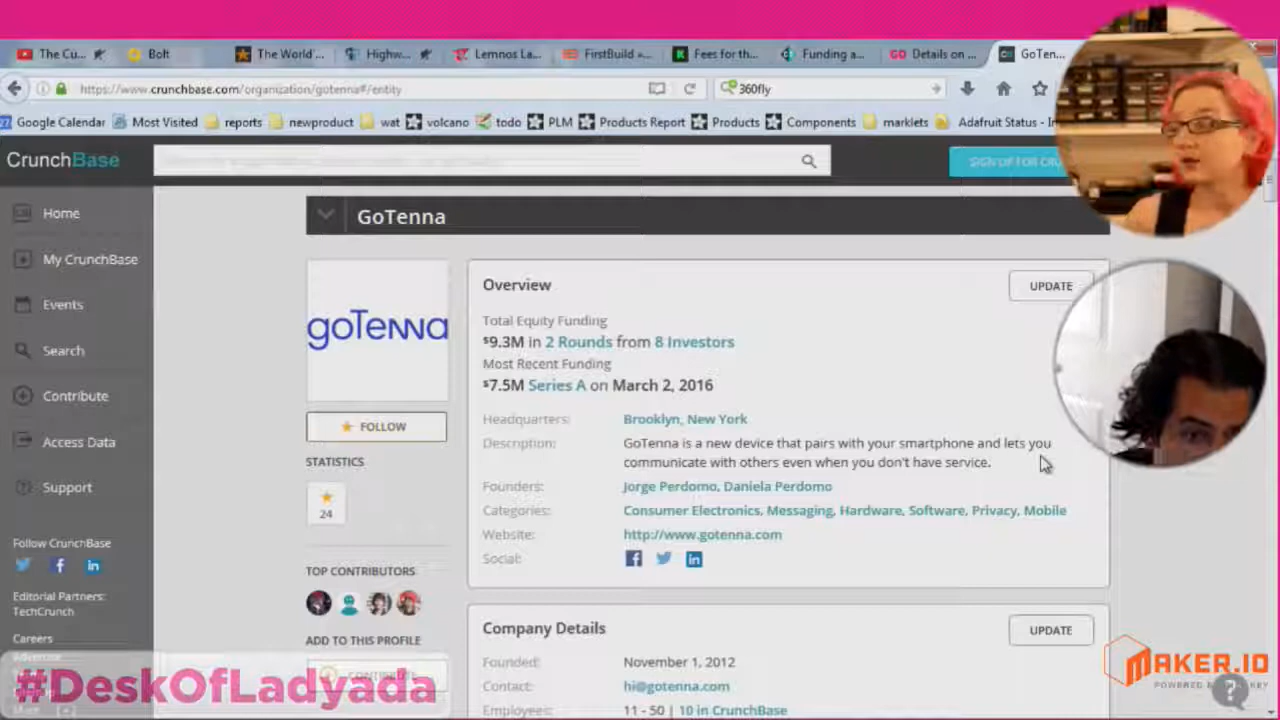 The Cu...
Bolt
The World ...
Highw...
Lemnos La...
FirstBuild »...
Fees for th...
Funding a...
GO Details on ...
GoTen...
https://www.crunchbase.com/organization/gotenna#/entity
360fly
Google Calendar
Most Visited
reports
newproduct
wat
volcano
todo
PLM
Products Report
Products
Components
marklets
Adafruit Status - In
CrunchBase
SIGN UP FOR CRU
Home
My CrunchBase
Events
Search
Contribute
Access Data
Support
Follow CrunchBase
Editorial Partners:
TechCrunch
Careers
GoTenna
goTenna
FOLLOW
STATISTICS
24
TOP CONTRIBUTORS
ADD TO THIS PROFILE
Overview
UPDATE
Total Equity Funding
$9.3M in 2 Rounds from 8 Investors
Most Recent Funding
$7.5M Series A on March 2, 2016
Headquarters: Brooklyn, New York
Description: GoTenna is a new device that pairs with your smartphone and lets you
communicate with others even when you don't have service.
Founders: Jorge Perdomo, Daniela Perdomo
Categories: Consumer Electronics, Messaging, Hardware, Software, Privacy, Mobile
Website: http://www.gotenna.com
Social:
Company Details
UPDATE
Founded: November 1, 2012
Contact: hi@gotenna.com
Employees: 11 - 50 | 10 in CrunchBase
#DeskOfLadyada
MAKER.IO